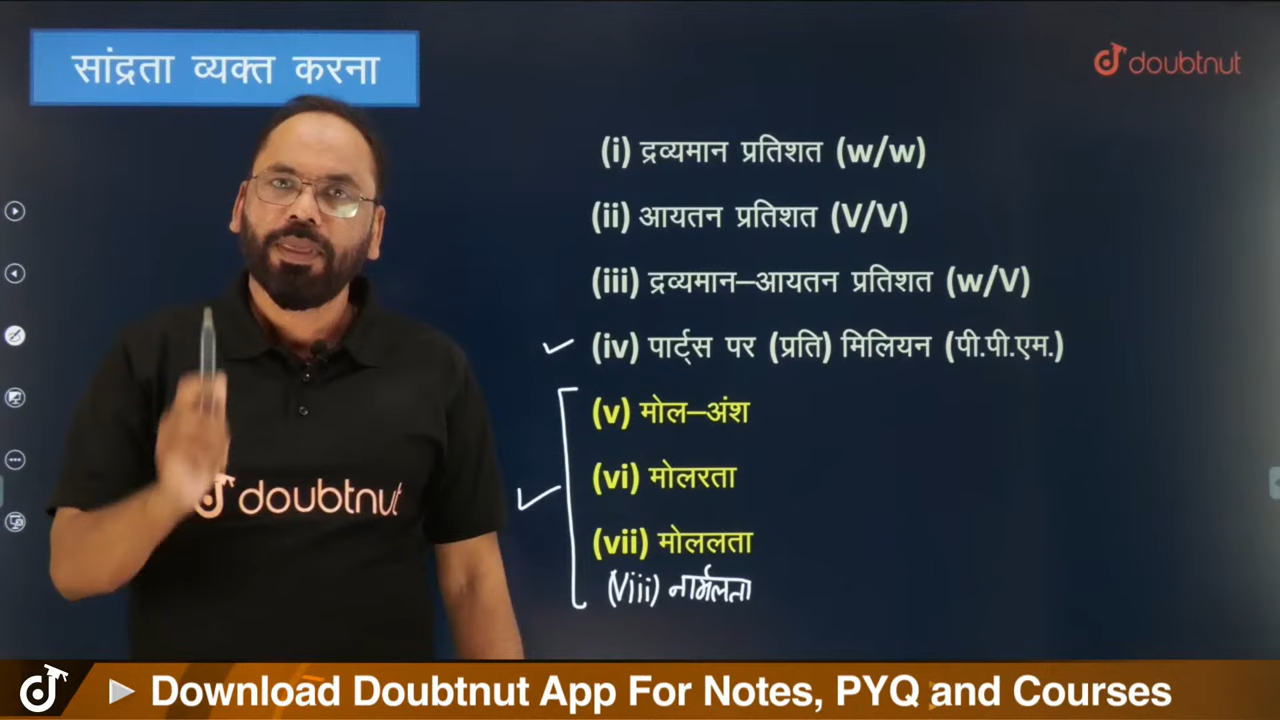 सांद्रता व्यक्त करना
doubtnut
(i) द्रव्यमान प्रतिशत (w/w)
(ii) आयतन प्रतिशत (V/V)
(iii) द्रव्यमान–आयतन प्रतिशत (w/V)
(iv) पार्ट्स पर (प्रति) मिलियन (पी.पी.एम.)
(v) मोल–अंश
(vi) मोलरता
(vii) मोललता
(Viii) नार्मलता
doubtnut
Download Doubtnut App For Notes, PYQ and Courses